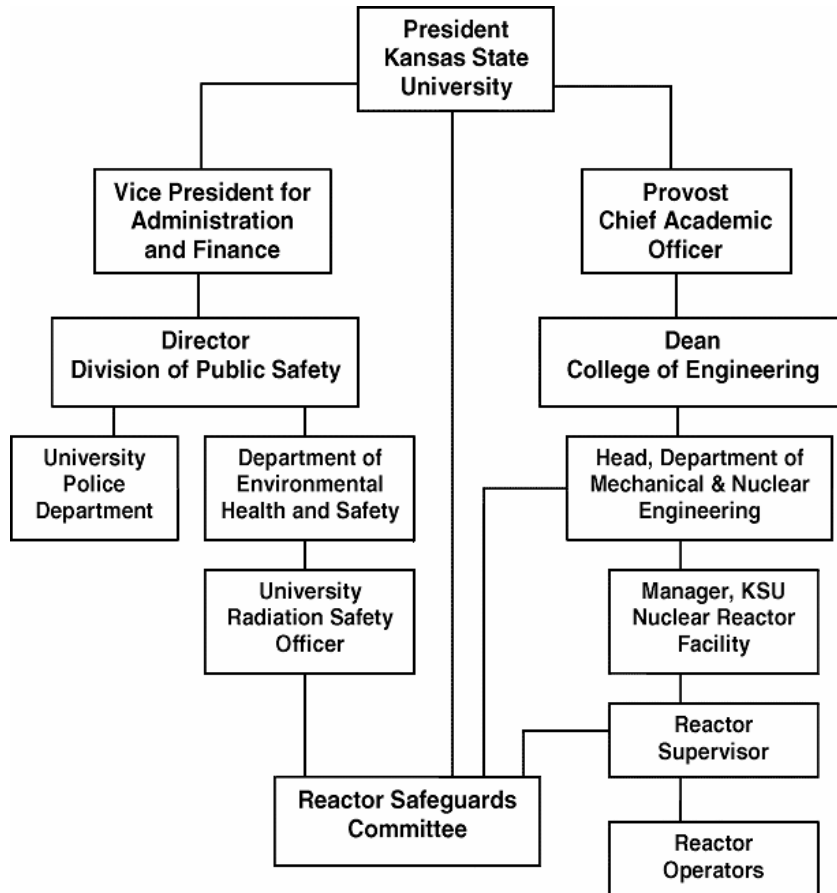 President
Kansas State
University
Vice President for
Administration
and Finance
Provost
Chief Academic
Officer
Director
Division of Public Safety
Dean
College of Engineering
University
Police
Department
Department of
Environmental
Health and Safety
Head, Department of
Mechanical & Nuclear
Engineering
University
Radiation Safety
Officer
Manager, KSU
Nuclear Reactor
Facility
Reactor
Supervisor
Reactor Safeguards
Committee
Reactor
Operators